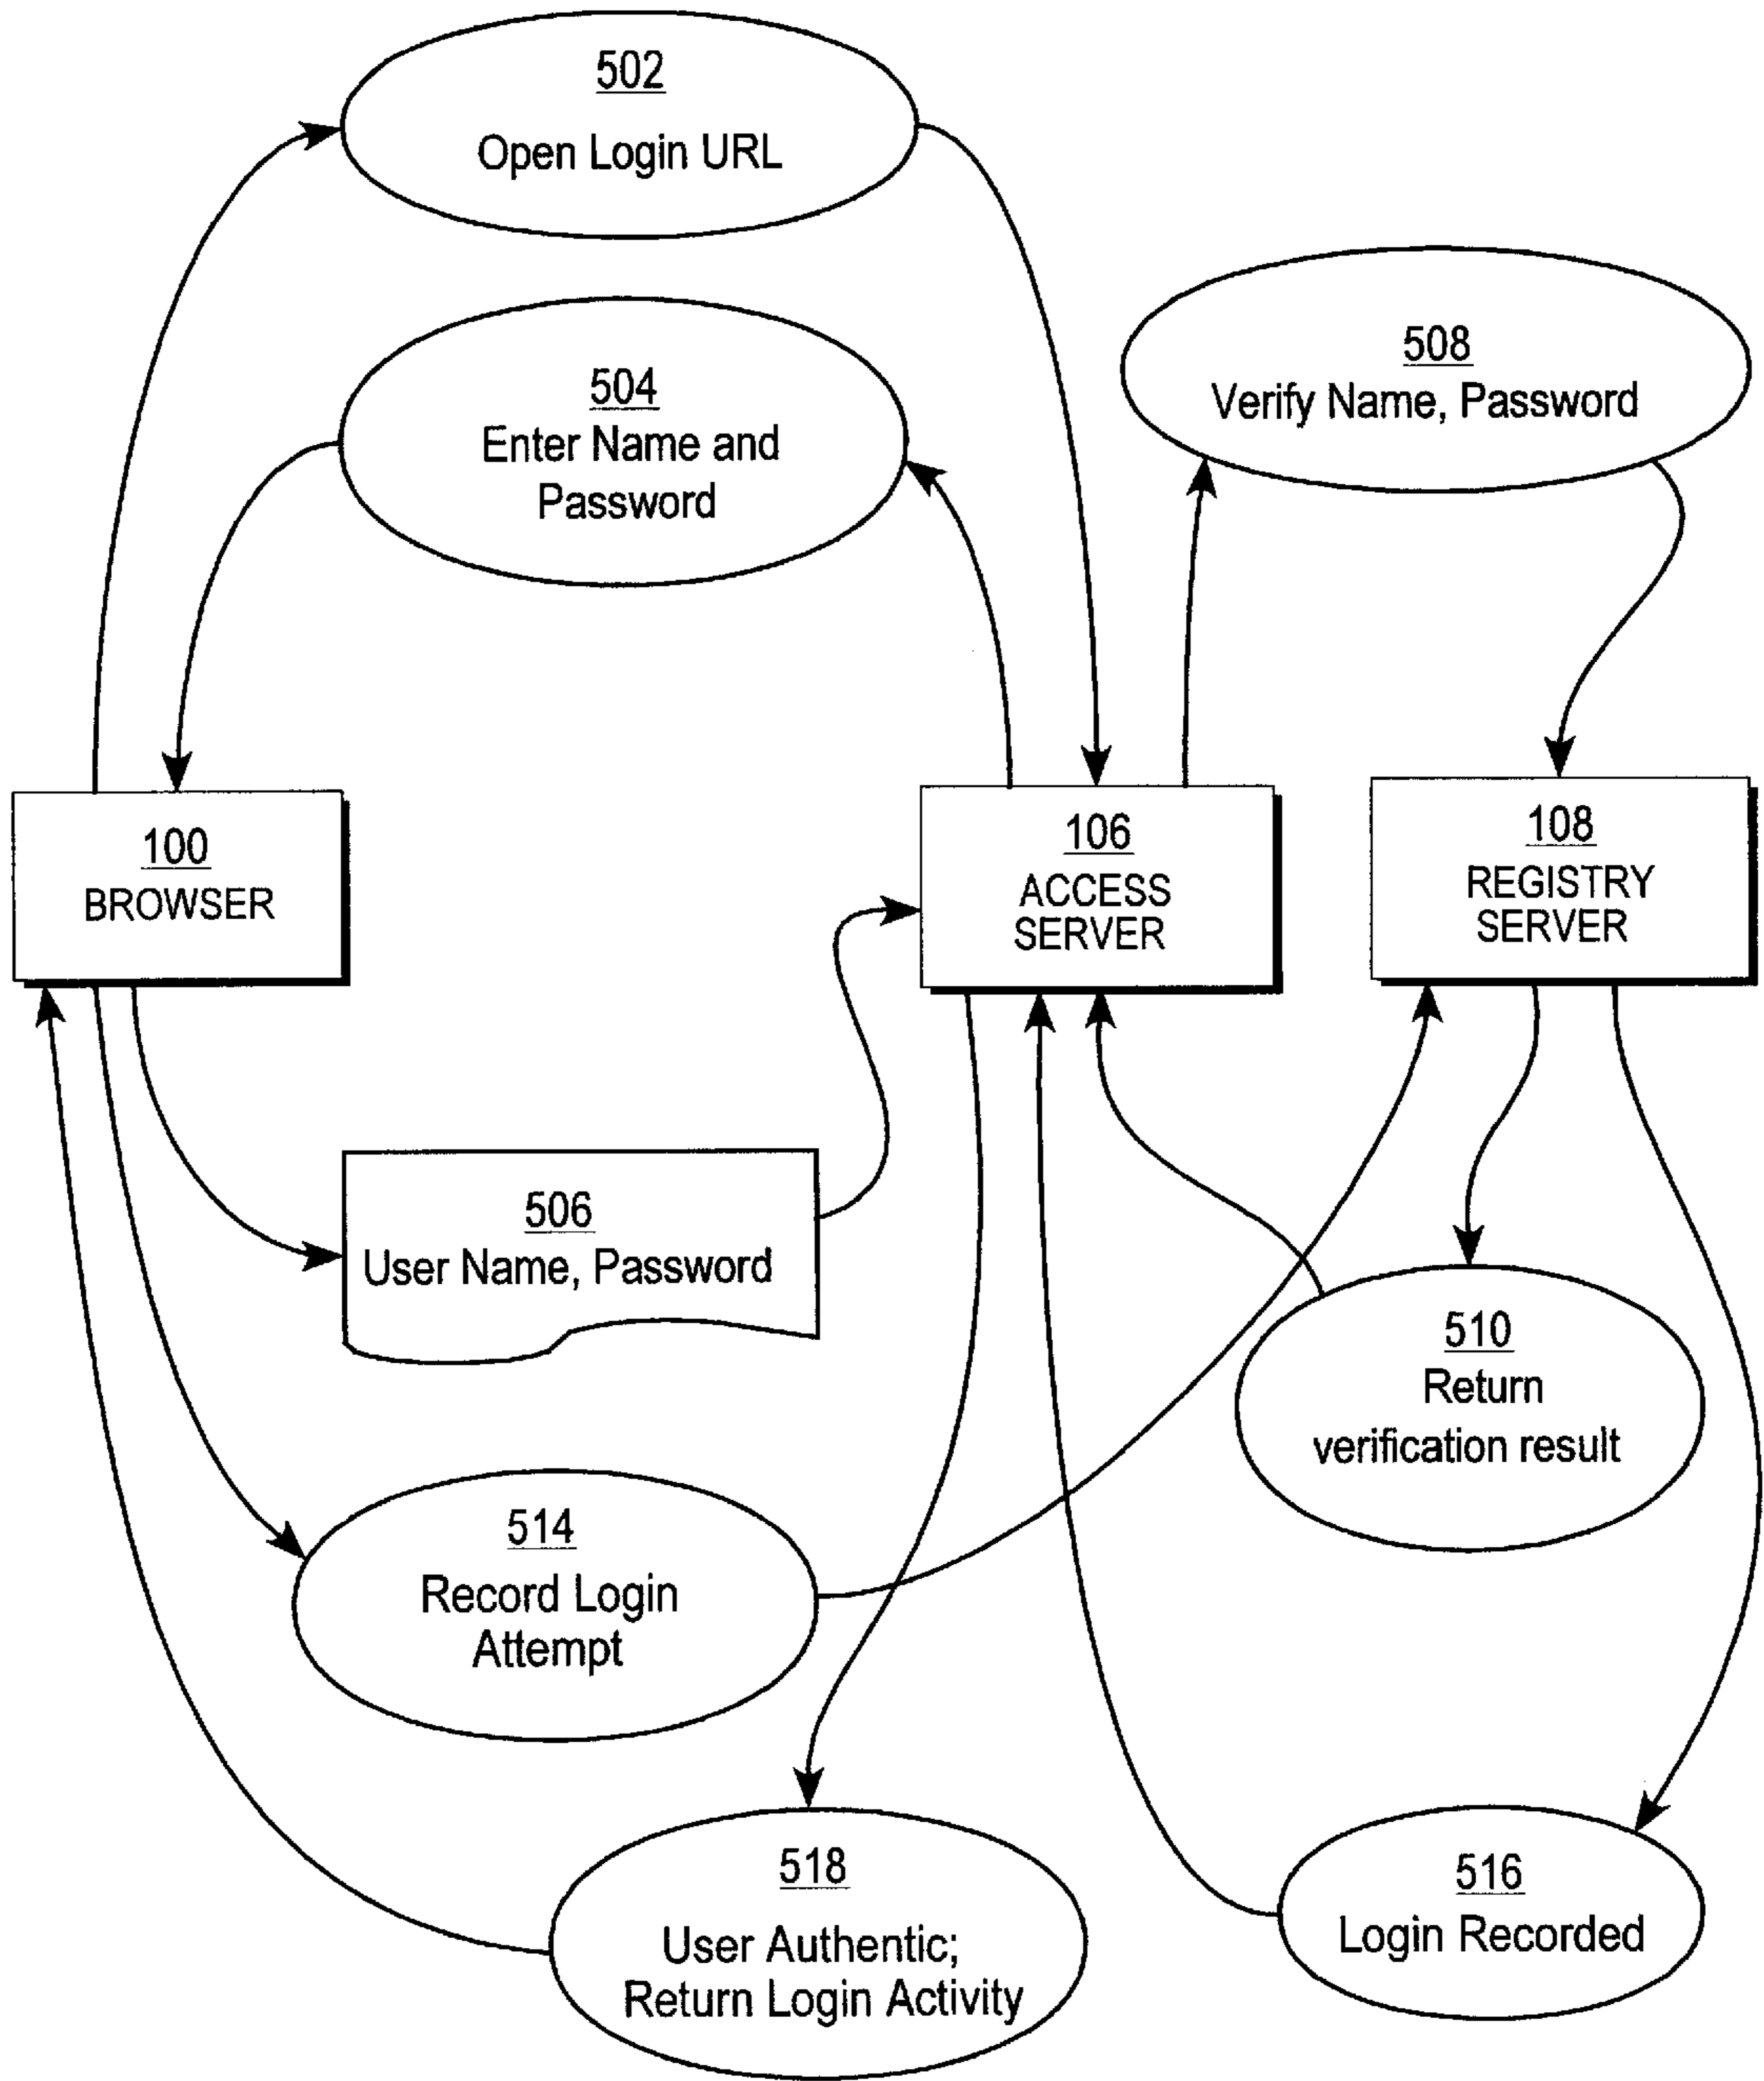 502
Open Login URL
504
Enter Name and
Password
508
Verify Name, Password
100
BROWSER
106
ACCESS
SERVER
108
REGISTRY
SERVER
506
User Name, Password
510
Return
verification result
514
Record Login
Attempt
518
User Authentic;
Return Login Activity
516
Login Recorded